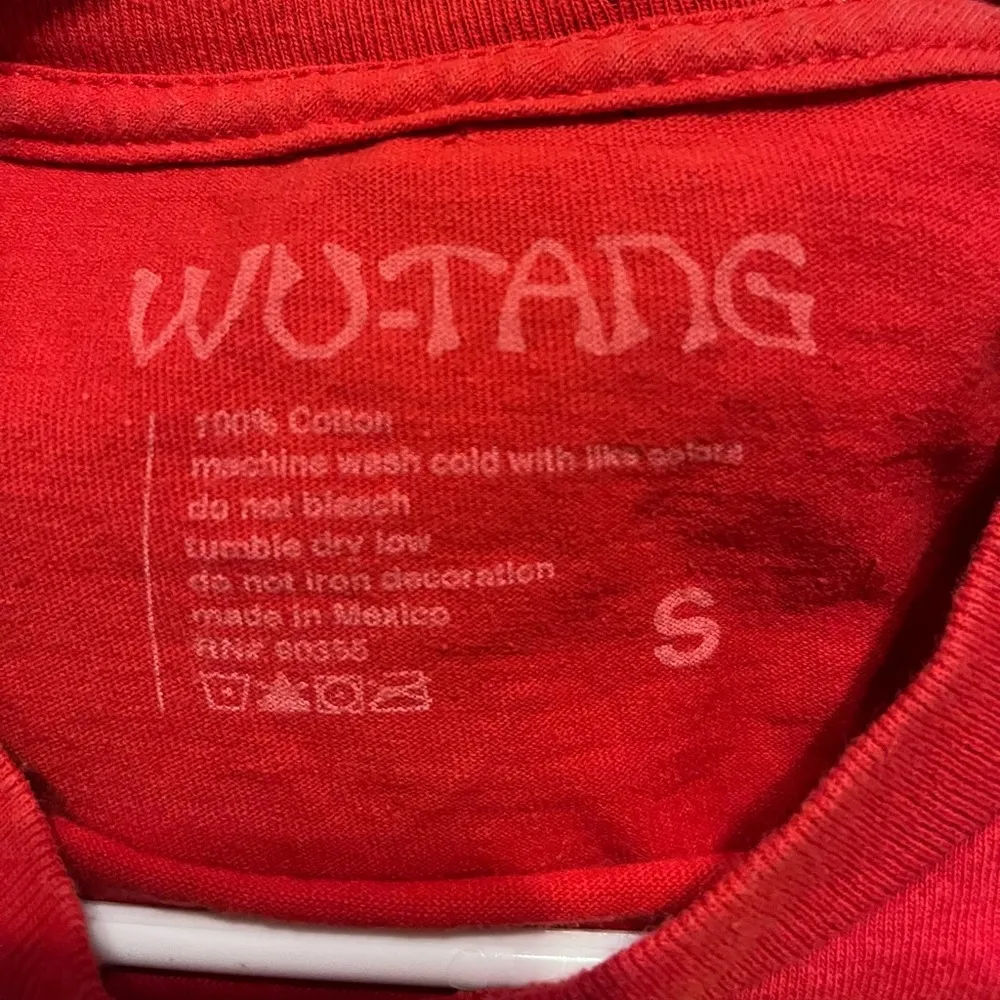 WU-TANG
100% Cotton
machine wash cold with like colors
do not bleach
tumble dry low
do not iron decoration
made in Mexico
RN# 90355
S